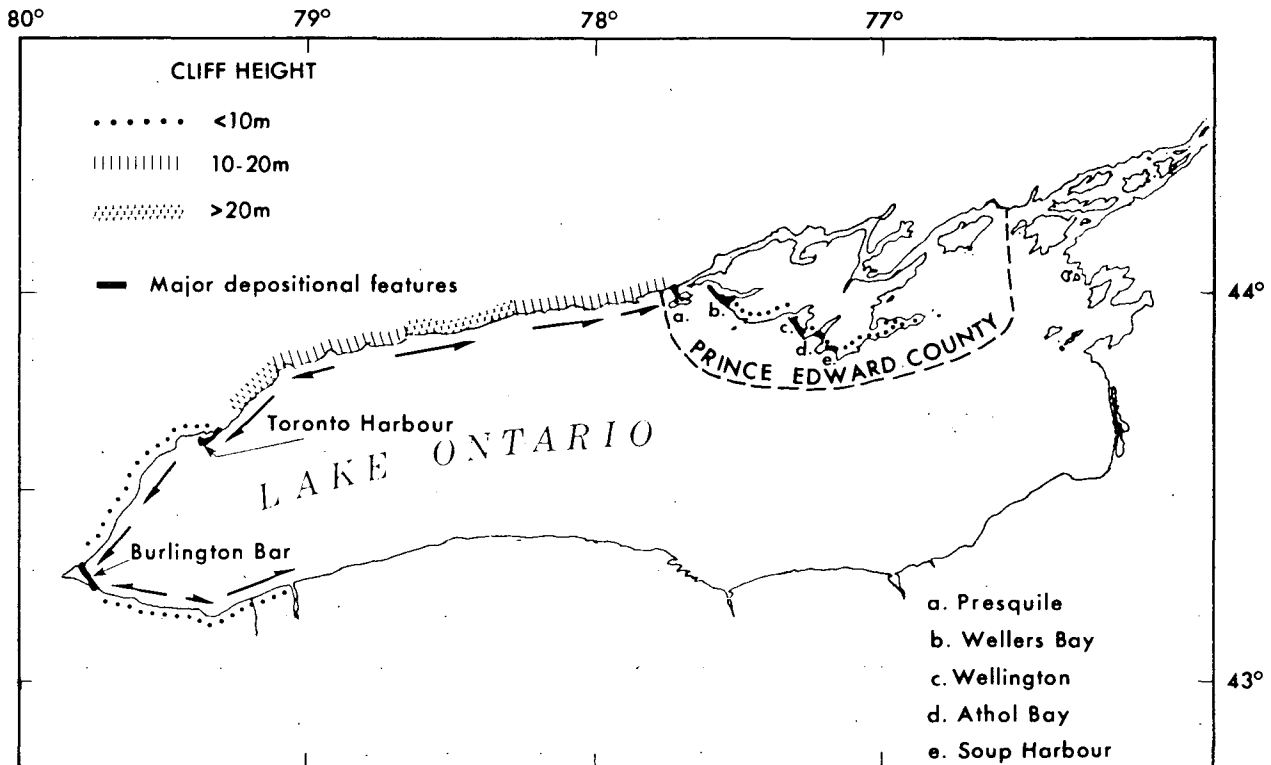 80° 79° 78° 77°
CLIFF HEIGHT
<10m
10-20m
>20m
Major depositional features
44°
a.
b.
c.
d.
e.
PRINCE EDWARD COUNTY
Toronto Harbour
LAKE ONTARIO
Burlington Bar
43°
a. Presquile
b. Wellers Bay
c. Wellington
d. Athol Bay
e. Soup Harbour